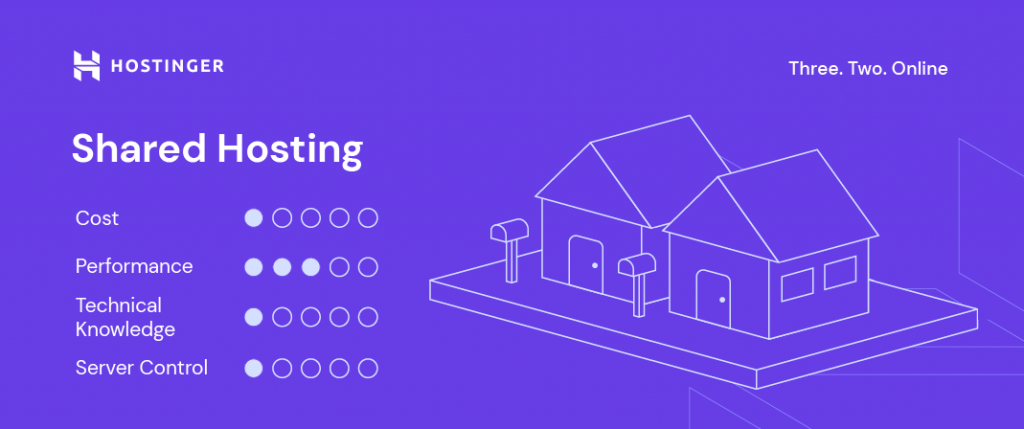 HOSTINGER
Three. Two. Online
Shared Hosting
Cost
Performance
Technical
Knowledge
Server Control